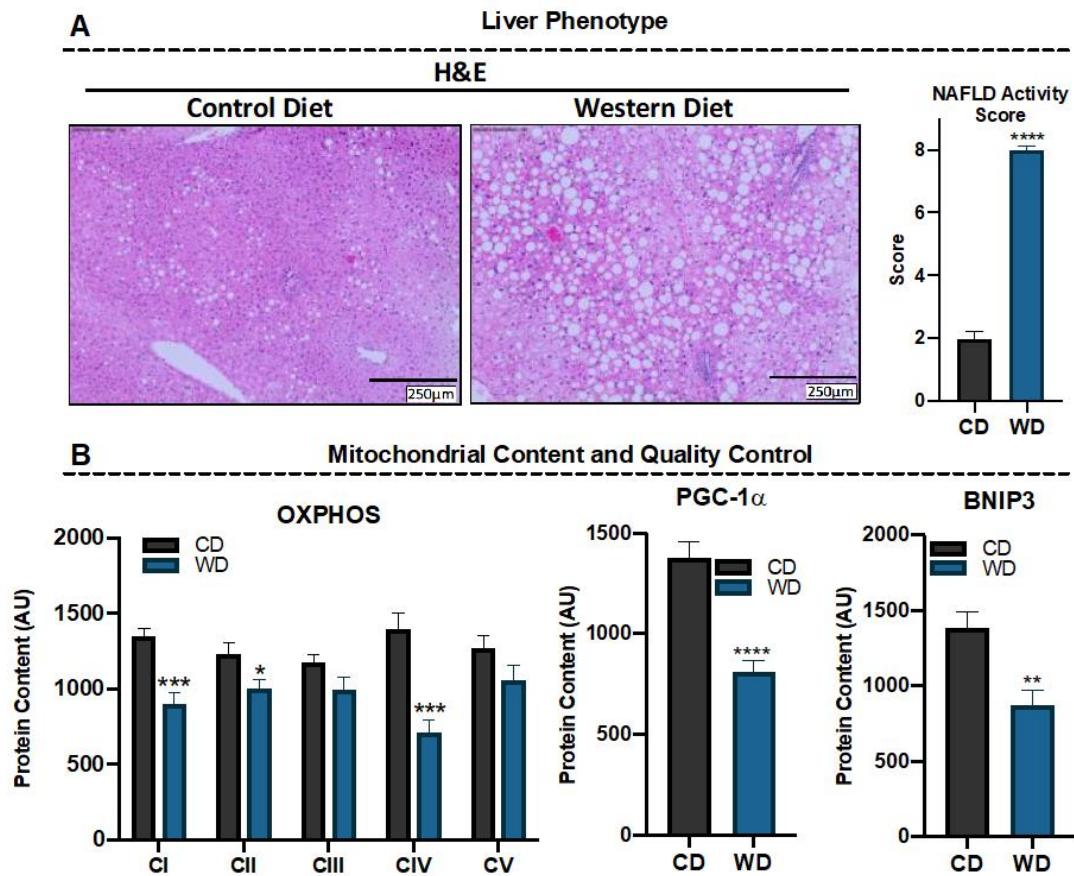 A
Liver Phenotype
H&E
Control Diet
Western Diet
250µm
250µm
NAFLD Activity
Score
****
8
6
4
2
0
Score
CD
WD
B
Mitochondrial Content and Quality Control
OXPHOS
CD
WD
2000
1500
1000
500
0
Protein Content (AU)
***
*
***
CI
CII
CIII
CIV
CV
PGC-1α
CD
WD
1500
1000
500
0
Protein Content (AU)
****
CD
WD
BNIP3
CD
WD
2000
1500
1000
500
0
Protein Content (AU)
**
CD
WD